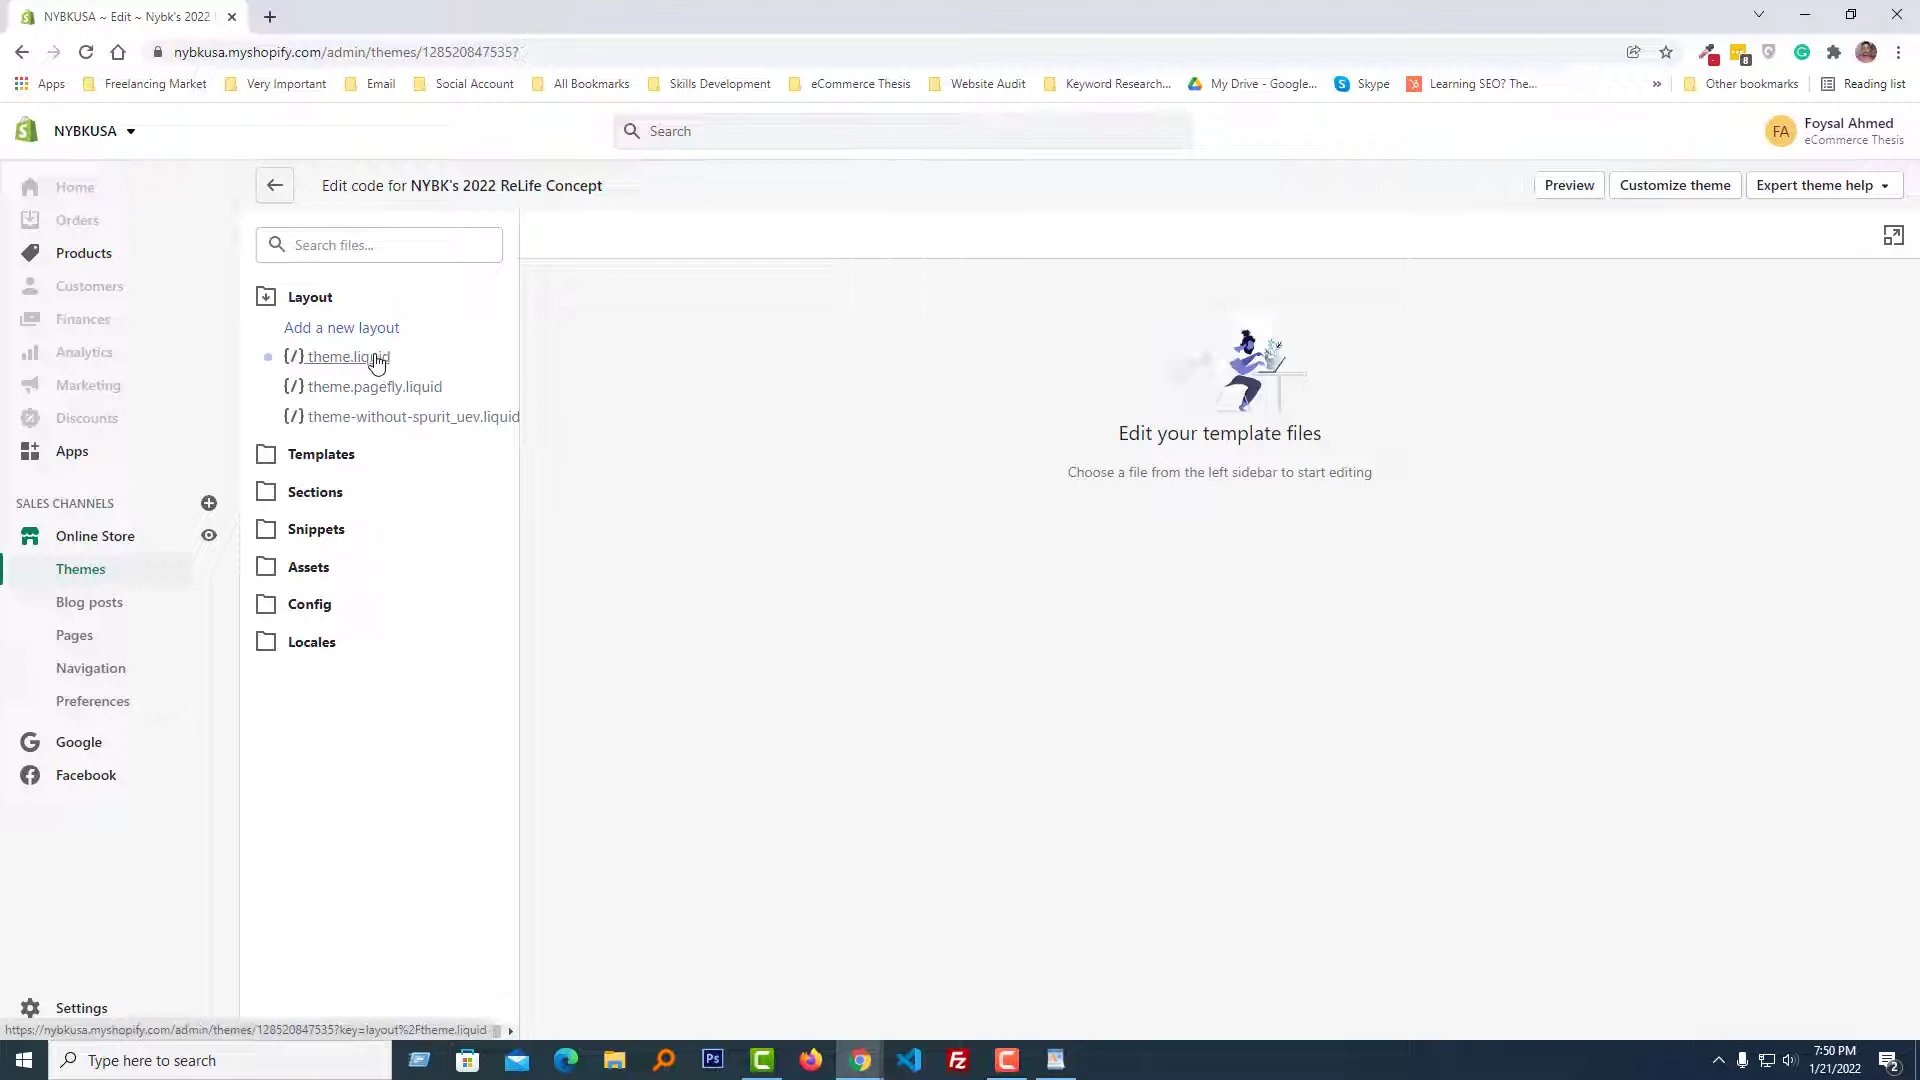 NYBKUSA ~ Edit ~ Nybk's 2022
nybkusa.myshopify.com/admin/themes/128520847535?
Apps
Freelancing Market
Very Important
Email
Social Account
All Bookmarks
Skills Development
eCommerce Thesis
Website Audit
Keyword Research...
My Drive - Google...
Skype
Learning SEO? The...
»
Other bookmarks
Reading list
8
NYBKUSA
Search
FA
Foysal Ahmed
eCommerce Thesis
Home
Orders
Products
Customers
Finances
Analytics
Marketing
Discounts
Apps
SALES CHANNELS
Online Store
Themes
Blog posts
Pages
Navigation
Preferences
Google
Facebook
Settings
Edit code for NYBK's 2022 ReLife Concept
Preview
Customize theme
Expert theme help
Search files...
Layout
Add a new layout
{/} theme.liquid
{/} theme.pagefly.liquid
{/} theme-without-spurit_uev.liquid
Templates
Sections
Snippets
Assets
Config
Locales
Edit your template files
Choose a file from the left sidebar to start editing
https://nybkusa.myshopify.com/admin/themes/128520847535?key=layout%2Ftheme.liquid
Type here to search
Ps
Fz
7:50 PM
1/21/2022
2